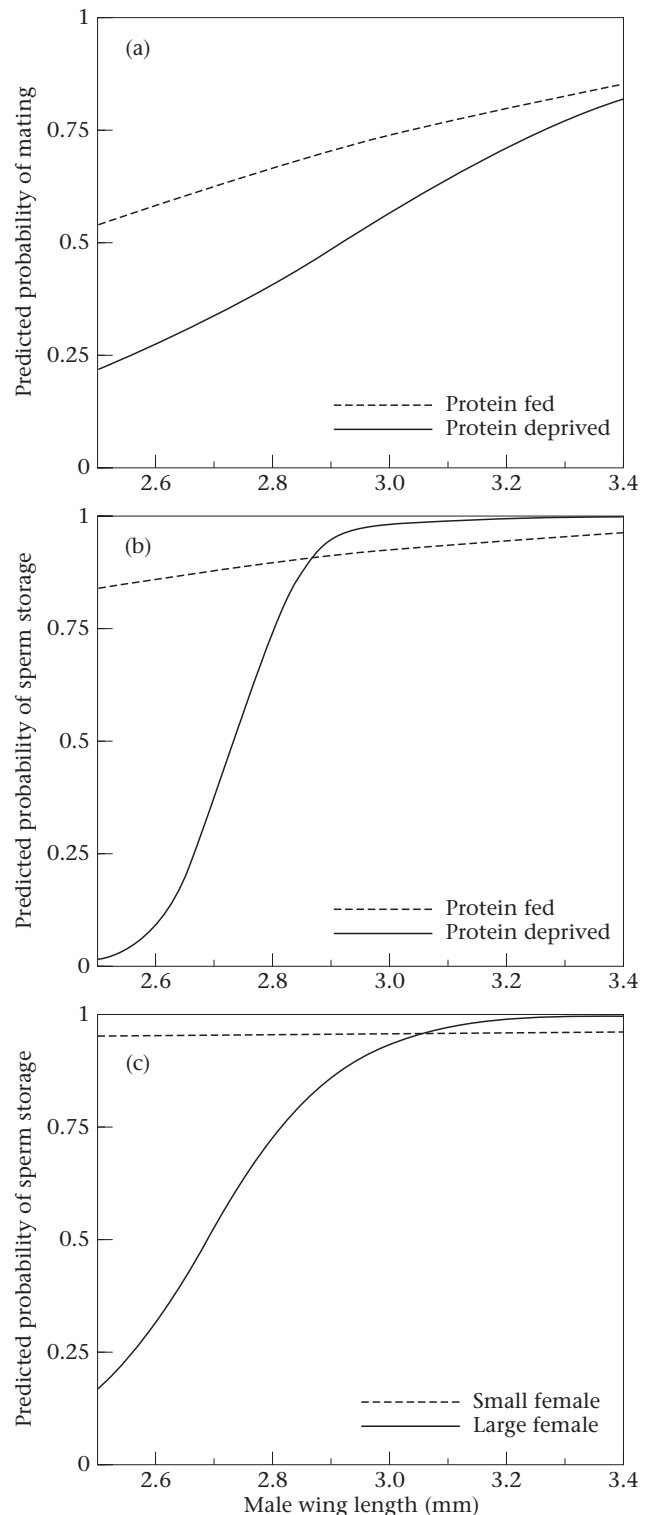 1
(a)
0.75
0.5
0.25
0
Predicted probability of mating
Protein fed
Protein deprived
2.6 2.8 3.0 3.2 3.4
1
(b)
0.75
0.5
0.25
0
Predicted probability of sperm storage
Protein fed
Protein deprived
2.6 2.8 3.0 3.2 3.4
1
(c)
0.75
0.5
0.25
0
Predicted probability of sperm storage
Small female
Large female
2.6 2.8 3.0 3.2 3.4
Male wing length (mm)